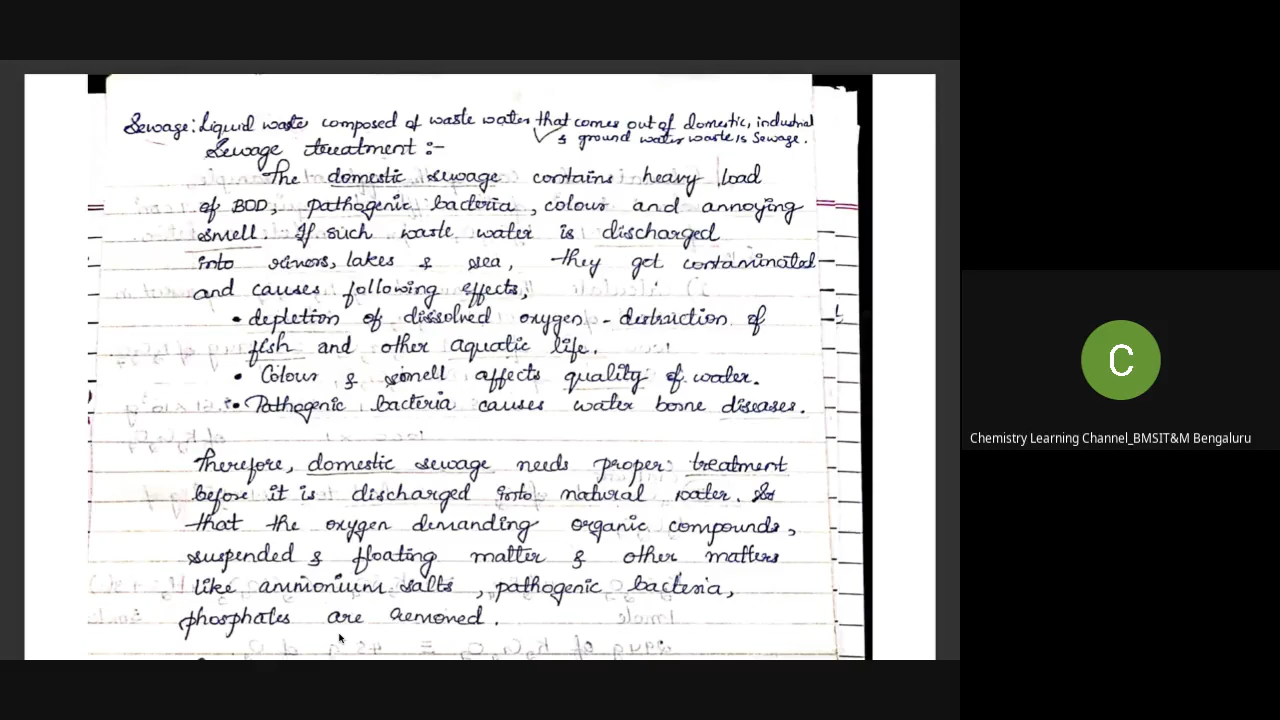 Sewage: Liquid waste composed of waste water that comes out of domestic, industrial
& ground water waste is sewage.
Sewage treatment :-
The domestic sewage contains heavy load
of BOD, pathogenic bacteria, colour and annoying
smell. If such waste water is discharged
into rivers, lakes & sea, they get contaminated
and causes following effects,
• depletion of dissolved oxygen - destruction of
fish and other aquatic life.
• Colour & smell affects quality of water.
• Pathogenic bacteria causes water borne diseases.
Therefore, domestic sewage needs proper treatment
before it is discharged into natural water. So
that the oxygen demanding organic compounds,
suspended & floating matter & other matters
like ammonium salts, pathogenic bacteria,
phosphates are removed.
C
Chemistry Learning Channel_BMSIT&M Bengaluru